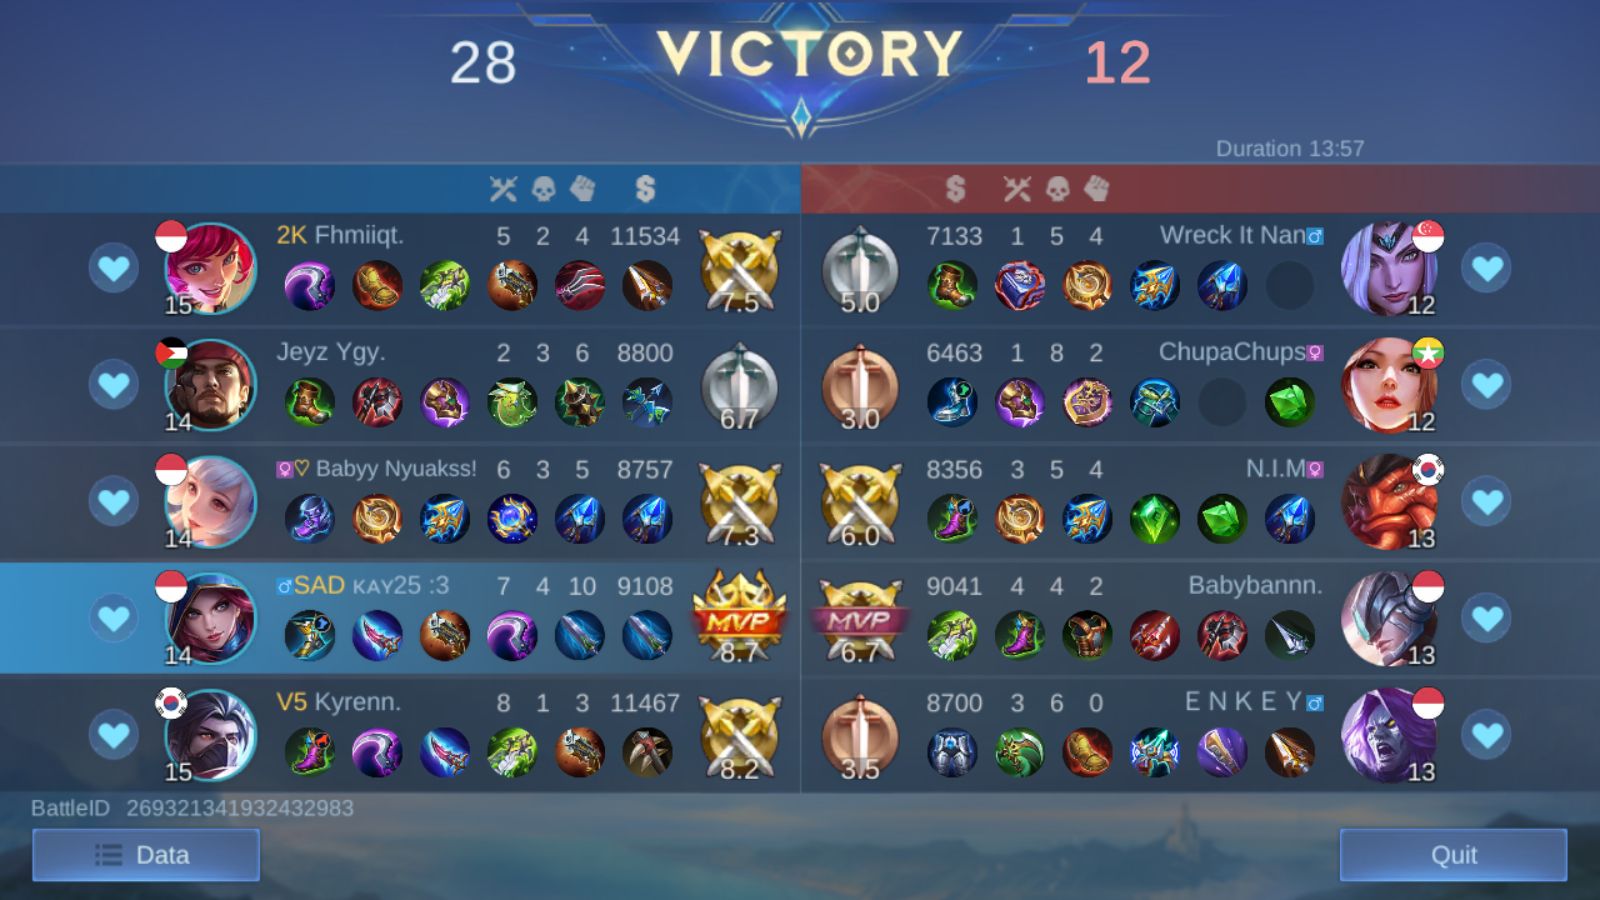 28 VICTORY 12
Duration 13:57
2K Fhmiiqt. 5 2 4 11534
15 7.5
5.0 7133 1 5 4 Wreck It Nan♂
12
Jeyz Ygy. 2 3 6 8800
14 6.7
3.0 6463 1 8 2 ChupaChups♀
12
♀♡ Babyy Nyuakss! 6 3 5 8757
14 7.3
6.0 8356 3 5 4 N.I.M♀
13
♂SAD ᴋᴀʏ25 :3 7 4 10 9108
14 MVP 8.7
MVP 6.7 9041 4 4 2 Babybannn.
13
V5 Kyrenn. 8 1 3 11467
15 8.2
3.5 8700 3 6 0 E N K E Y♂
13
BattleID 269321341932432983
Data
Quit